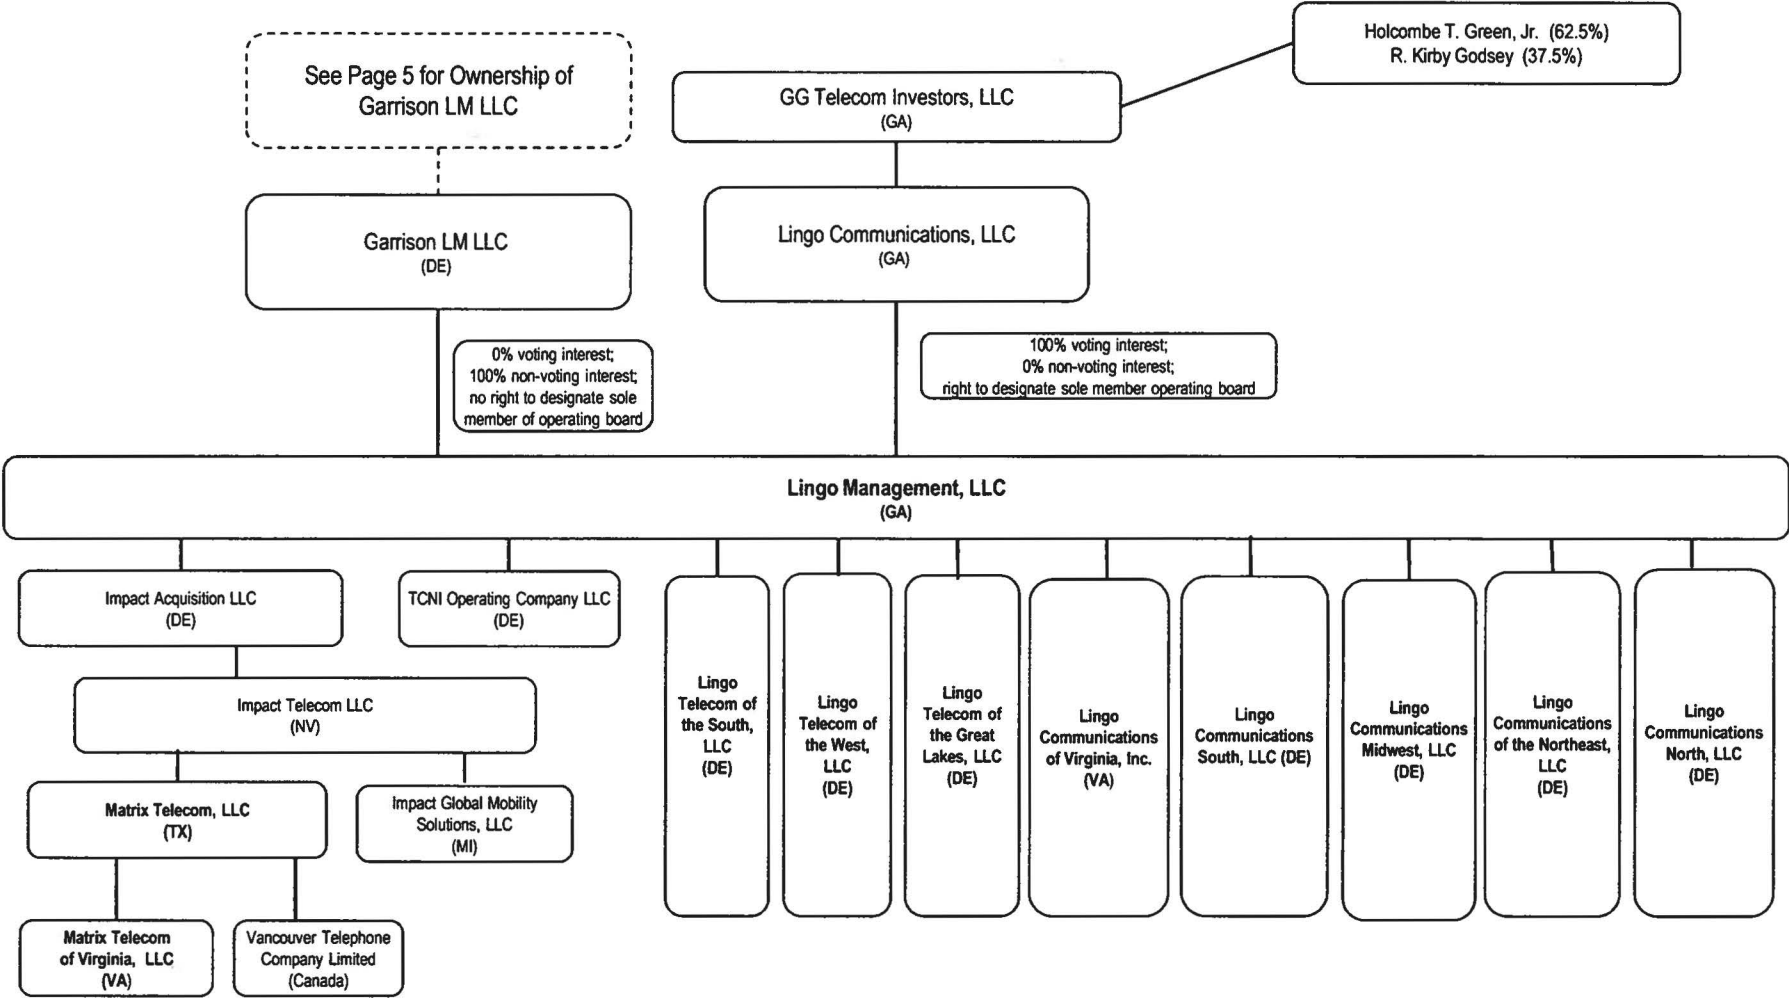 Holcombe T. Green, Jr. (62.5%)
R. Kirby Godsey (37.5%)
See Page 5 for Ownership of
Garrison LM LLC
GG Telecom Investors, LLC
(GA)
Garrison LM LLC
(DE)
Lingo Communications, LLC
(GA)
0% voting interest;
100% non-voting interest;
no right to designate sole
member of operating board
100% voting interest;
0% non-voting interest;
right to designate sole member operating board
Lingo Management, LLC
(GA)
Impact Acquisition LLC
(DE)
TCNI Operating Company LLC
(DE)
Impact Telecom LLC
(NV)
Matrix Telecom, LLC
(TX)
Impact Global Mobility
Solutions, LLC
(MI)
Matrix Telecom
of Virginia, LLC
(VA)
Vancouver Telephone
Company Limited
(Canada)
Lingo
Telecom of
the South,
LLC
(DE)
Lingo
Telecom of
the West,
LLC
(DE)
Lingo
Telecom of
the Great
Lakes, LLC
(DE)
Lingo
Communications
of Virginia, Inc.
(VA)
Lingo
Communications
South, LLC (DE)
Lingo
Communications
Midwest, LLC
(DE)
Lingo
Communications
of the Northeast,
LLC
(DE)
Lingo
Communications
North, LLC
(DE)